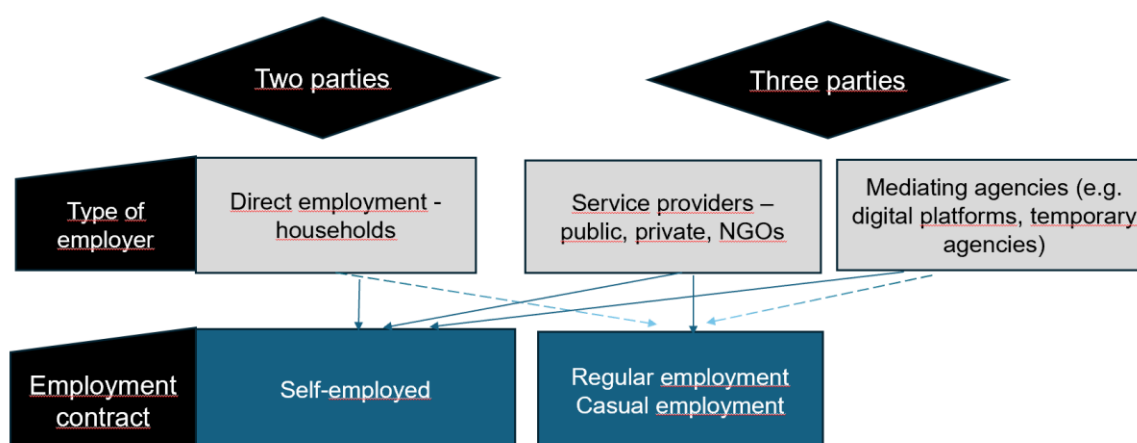 Two parties
Three parties
Type of
employer
Direct employment -
households
Service providers –
public, private, NGOs
Mediating agencies (e.g.
digital platforms, temporary
agencies)
Employment
contract
Self-employed
Regular employment
Casual employment